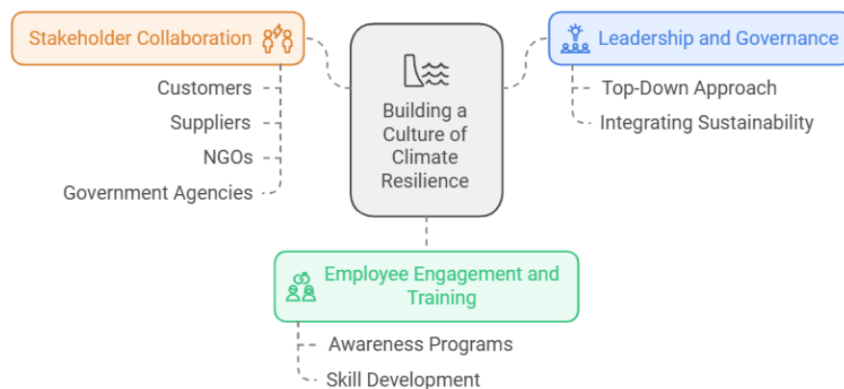 Stakeholder Collaboration
Customers
Suppliers
NGOs
Government Agencies
Building a
Culture of
Climate
Resilience
Leadership and Governance
Top-Down Approach
Integrating Sustainability
Employee Engagement and
Training
Awareness Programs
Skill Development